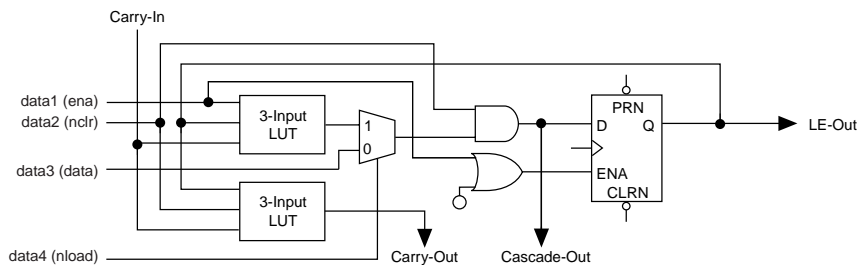 Carry-In
data1 (ena)
data2 (nclr)
3-Input
LUT
1
0
PRN
D
Q
LE-Out
data3 (data)
ENA
CLRN
3-Input
LUT
data4 (nload)
Carry-Out
Cascade-Out